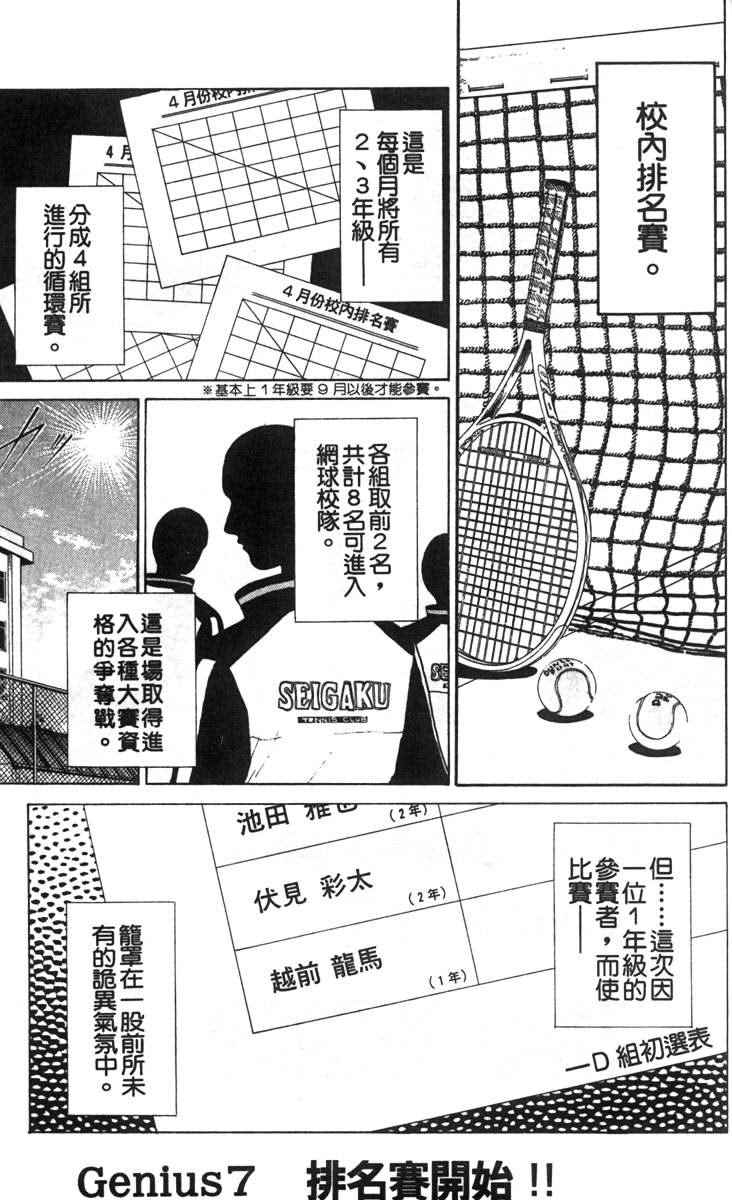 校內排名賽。
4月份校內排
4月
4月份校內排名賽
這是
每個月將所有
2、3年級——
分成4組所
進行的循環賽。
※基本上1年級要9月以後才能參賽。
各組取前2名，
共計8名可進入
網球校隊。
SEIGAKU
TENNIS CLUB
SE
這是場取得進
入各種大賽資
格的爭奪戰。
但……這次因
一位1年級的
參賽者，而使
比賽——
池田 雅也
(2年)
伏見 彩太
(2年)
越前 龍馬
(1年)
—D組初選表
籠罩在一股前所未
有的詭異氣氛中。
Genius7 排名賽開始!!